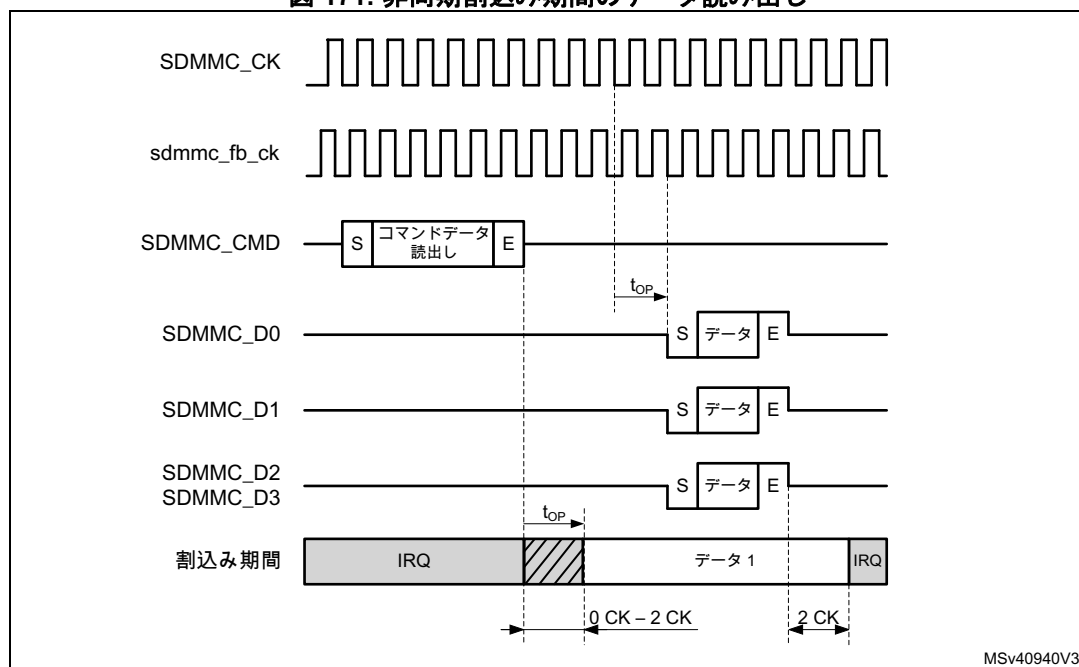 SDMMC_CK
sdmmc_fb_ck
SDMMC_CMD
S
コマンドデータ
読出し
E
tOP
SDMMC_D0
S データ E
SDMMC_D1
S データ E
SDMMC_D2
SDMMC_D3
S データ E
tOP
割込み期間
IRQ
データ 1
IRQ
0 CK – 2 CK
2 CK
MSv40940V3